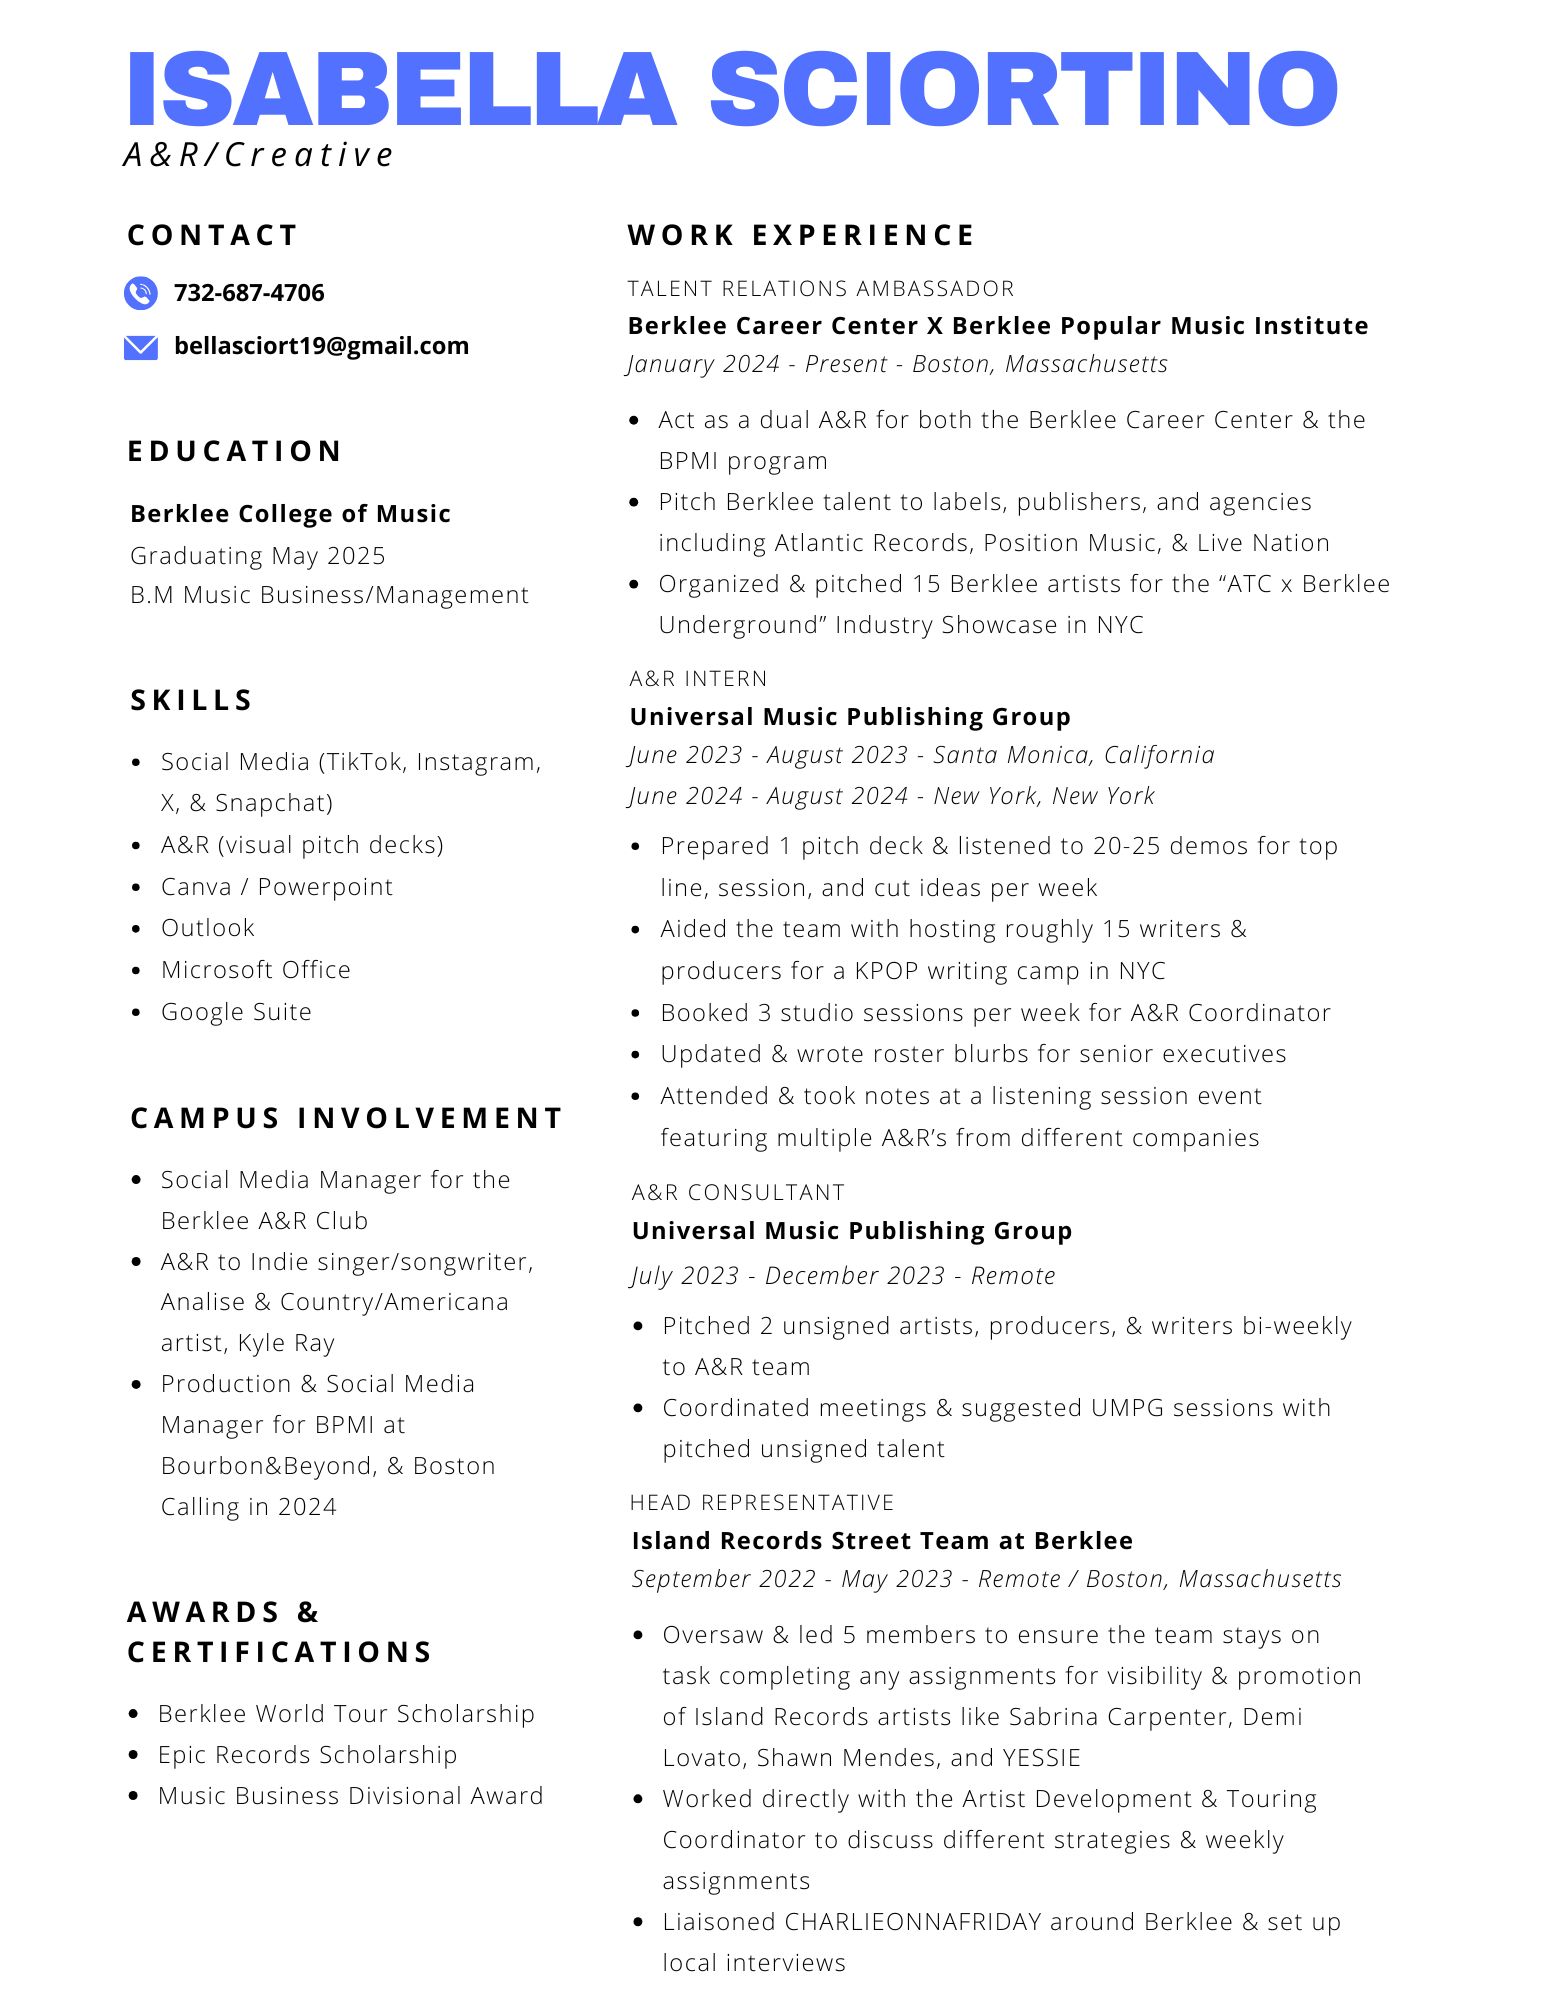 ISABELLA SCIORTINO
A&R/Creative
CONTACT
732-687-4706
bellasciort19@gmail.com
EDUCATION
Berklee College of Music
Graduating May 2025
B.M Music Business/Management
SKILLS
• Social Media (TikTok, Instagram,
X, & Snapchat)
• A&R (visual pitch decks)
• Canva / Powerpoint
• Outlook
• Microsoft Office
• Google Suite
CAMPUS INVOLVEMENT
• Social Media Manager for the
Berklee A&R Club
• A&R to Indie singer/songwriter,
Analise & Country/Americana
artist, Kyle Ray
• Production & Social Media
Manager for BPMI at
Bourbon&Beyond, & Boston
Calling in 2024
AWARDS &
CERTIFICATIONS
• Berklee World Tour Scholarship
• Epic Records Scholarship
• Music Business Divisional Award
WORK EXPERIENCE
TALENT RELATIONS AMBASSADOR
Berklee Career Center X Berklee Popular Music Institute
January 2024 - Present - Boston, Massachusetts
• Act as a dual A&R for both the Berklee Career Center & the
BPMI program
• Pitch Berklee talent to labels, publishers, and agencies
including Atlantic Records, Position Music, & Live Nation
• Organized & pitched 15 Berklee artists for the “ATC x Berklee
Underground” Industry Showcase in NYC
A&R INTERN
Universal Music Publishing Group
June 2023 - August 2023 - Santa Monica, California
June 2024 - August 2024 - New York, New York
• Prepared 1 pitch deck & listened to 20-25 demos for top
line, session, and cut ideas per week
• Aided the team with hosting roughly 15 writers &
producers for a KPOP writing camp in NYC
• Booked 3 studio sessions per week for A&R Coordinator
• Updated & wrote roster blurbs for senior executives
• Attended & took notes at a listening session event
featuring multiple A&R’s from different companies
A&R CONSULTANT
Universal Music Publishing Group
July 2023 - December 2023 - Remote
• Pitched 2 unsigned artists, producers, & writers bi-weekly
to A&R team
• Coordinated meetings & suggested UMPG sessions with
pitched unsigned talent
HEAD REPRESENTATIVE
Island Records Street Team at Berklee
September 2022 - May 2023 - Remote / Boston, Massachusetts
• Oversaw & led 5 members to ensure the team stays on
task completing any assignments for visibility & promotion
of Island Records artists like Sabrina Carpenter, Demi
Lovato, Shawn Mendes, and YESSIE
• Worked directly with the Artist Development & Touring
Coordinator to discuss different strategies & weekly
assignments
• Liaisoned CHARLIEONNAFRIDAY around Berklee & set up
local interviews